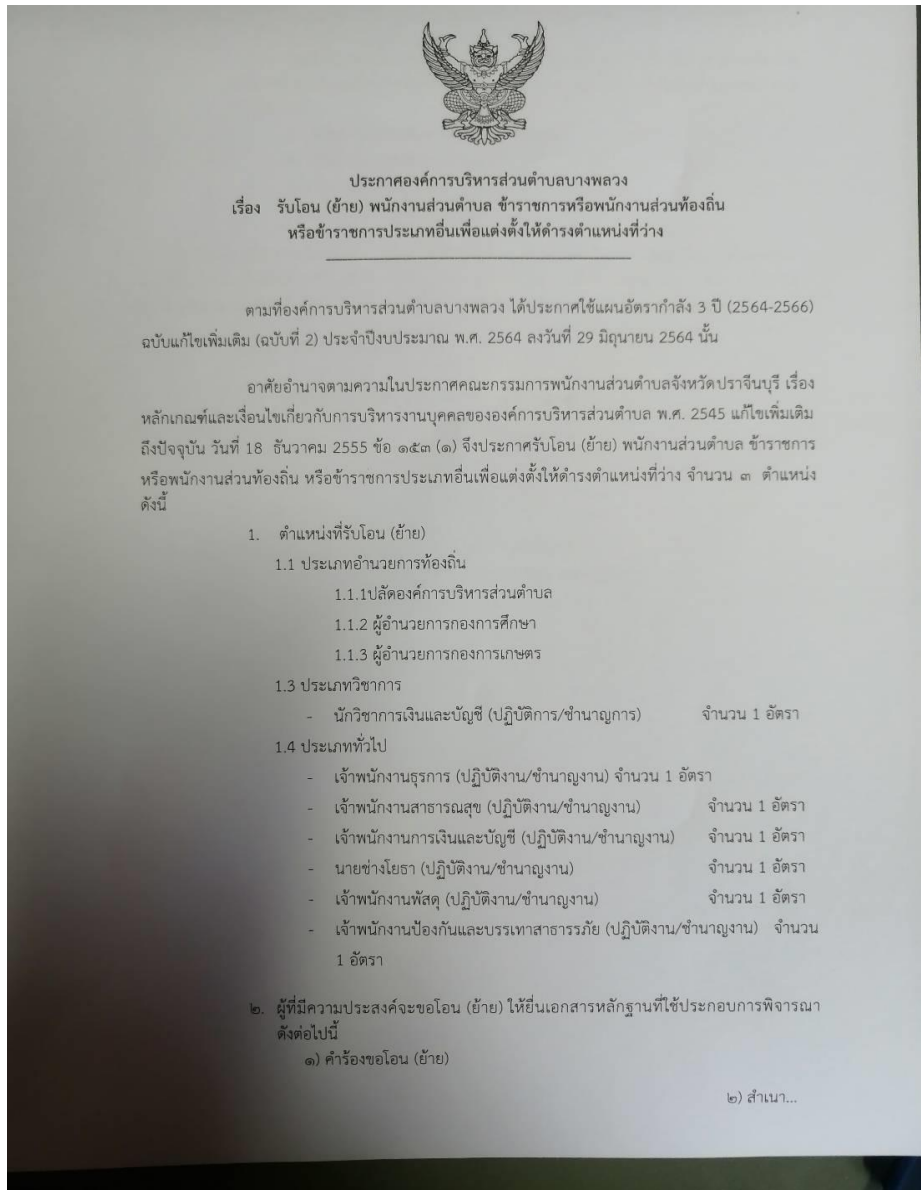 ประกาศองค์การบริหารส่วนตำบลบางพลวง
เรื่อง รับโอน (ย้าย) พนักงานส่วนตำบล ข้าราชการหรือพนักงานส่วนท้องถิ่น
หรือข้าราชการประเภทอื่นเพื่อแต่งตั้งให้ดำรงตำแหน่งที่ว่าง
ตามที่องค์การบริหารส่วนตำบลบางพลวง ได้ประกาศใช้แผนอัตรากำลัง 3 ปี (2564-2566)
ฉบับแก้ไขเพิ่มเติม (ฉบับที่ 2) ประจำปีงบประมาณ พ.ศ. 2564 ลงวันที่ 29 มิถุนายน 2564 นั้น
อาศัยอำนาจตามความในประกาศคณะกรรมการพนักงานส่วนตำบลจังหวัดปราจีนบุรี เรื่อง
หลักเกณฑ์และเงื่อนไขเกี่ยวกับการบริหารงานบุคคลขององค์การบริหารส่วนตำบล พ.ศ. 2545 แก้ไขเพิ่มเติม
ถึงปัจจุบัน วันที่ 18 ธันวาคม 2555 ข้อ ๑๕๓ (๑) จึงประกาศรับโอน (ย้าย) พนักงานส่วนตำบล ข้าราชการ
หรือพนักงานส่วนท้องถิ่น หรือข้าราชการประเภทอื่นเพื่อแต่งตั้งให้ดำรงตำแหน่งที่ว่าง จำนวน ๓ ตำแหน่ง
ดังนี้
1. ตำแหน่งที่รับโอน (ย้าย)
1.1 ประเภทอำนวยการท้องถิ่น
1.1.1ปลัดองค์การบริหารส่วนตำบล
1.1.2 ผู้อำนวยการกองการศึกษา
1.1.3 ผู้อำนวยการกองการเกษตร
1.3 ประเภทวิชาการ
- นักวิชาการเงินและบัญชี (ปฏิบัติการ/ชำนาญการ) จำนวน 1 อัตรา
1.4 ประเภททั่วไป
- เจ้าพนักงานธุรการ (ปฏิบัติงาน/ชำนาญงาน) จำนวน 1 อัตรา
- เจ้าพนักงานสาธารณสุข (ปฏิบัติงาน/ชำนาญงาน) จำนวน 1 อัตรา
- เจ้าพนักงานการเงินและบัญชี (ปฏิบัติงาน/ชำนาญงาน) จำนวน 1 อัตรา
- นายช่างโยธา (ปฏิบัติงาน/ชำนาญงาน) จำนวน 1 อัตรา
- เจ้าพนักงานพัสดุ (ปฏิบัติงาน/ชำนาญงาน) จำนวน 1 อัตรา
- เจ้าพนักงานป้องกันและบรรเทาสาธารรภัย (ปฏิบัติงาน/ชำนาญงาน) จำนวน
1 อัตรา
๒. ผู้ที่มีความประสงค์จะขอโอน (ย้าย) ให้ยื่นเอกสารหลักฐานที่ใช้ประกอบการพิจารณา
ดังต่อไปนี้
๑) คำร้องขอโอน (ย้าย)
๒) สำเนา...